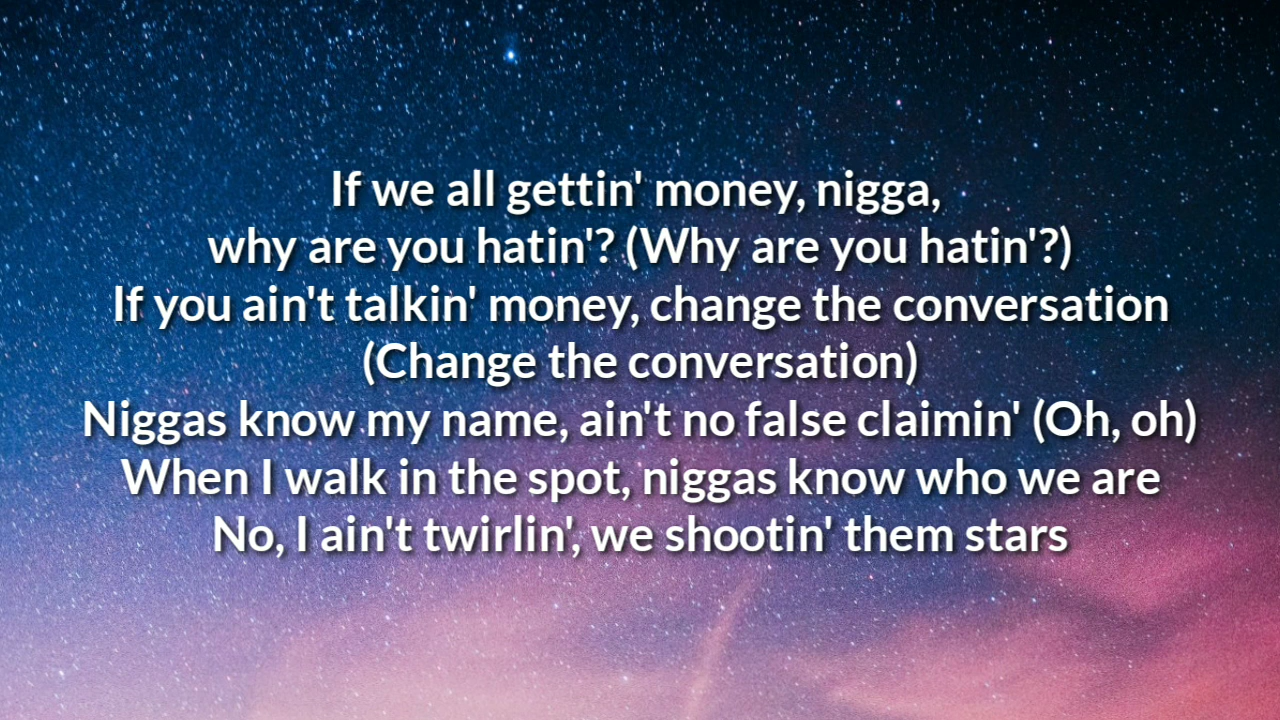 If we all gettin' money, nigga,
why are you hatin'? (Why are you hatin'?)
If you ain't talkin' money, change the conversation
(Change the conversation)
Niggas know my name, ain't no false claimin' (Oh, oh)
When I walk in the spot, niggas know who we are
No, I ain't twirlin', we shootin' them stars